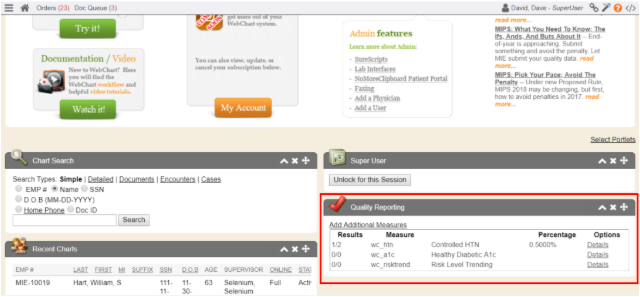 Orders (23) Doc Queue (3)
David, Dave - SuperUser
Try it!
get more out of your
WebChart system.
Documentation / Video
New to WebChart? Here
you will find the
WebChart workflow and
helpful video tutorials.
Watch it!
You can also view, update, or
cancel your subscription below.
My Account
Admin features
Learn more about Admin:
- SureScripts
- Lab Interfaces
- NoMoreClipboard Patient Portal
- Faxing
- Add a Physician
- Add a User
read more...
MIPS: What You Need To Know; The
Ifs, Ands, And Buts About It – End-
of-year is approaching. Submit
something and avoid the penalty. Let
MIE submit your quality data. read
more...
MIPS: Pick Your Pace; Avoid The
Penalty – Under new Proposed Rule,
MIPS 2018 may be changing, but first,
how to avoid penalties in 2017. read
more...
Select Portlets
Chart Search
Search Types: Simple | Detailed | Documents | Encounters | Cases
EMP # Name SSN
D.O.B (MM-DD-YYYY)
Home Phone Doc ID
Search
Recent Charts
EMP # LAST FIRST MI SUFFIX SSN D.O.B AGE SUPERVISOR ONLINE
MIE-10019 Hart, William, S. 111- 11- 63 Selenium, Full
11- 30- Selenium
Super User
Unlock for this Session
Quality Reporting
Add Additional Measures
Results Measure Percentage Options
1/2 wc_htn Controlled HTN 0.5000% Details
0/0 wc_a1c Healthy Diabetic A1c Details
0/0 wc_risktrend Risk Level Trending Details